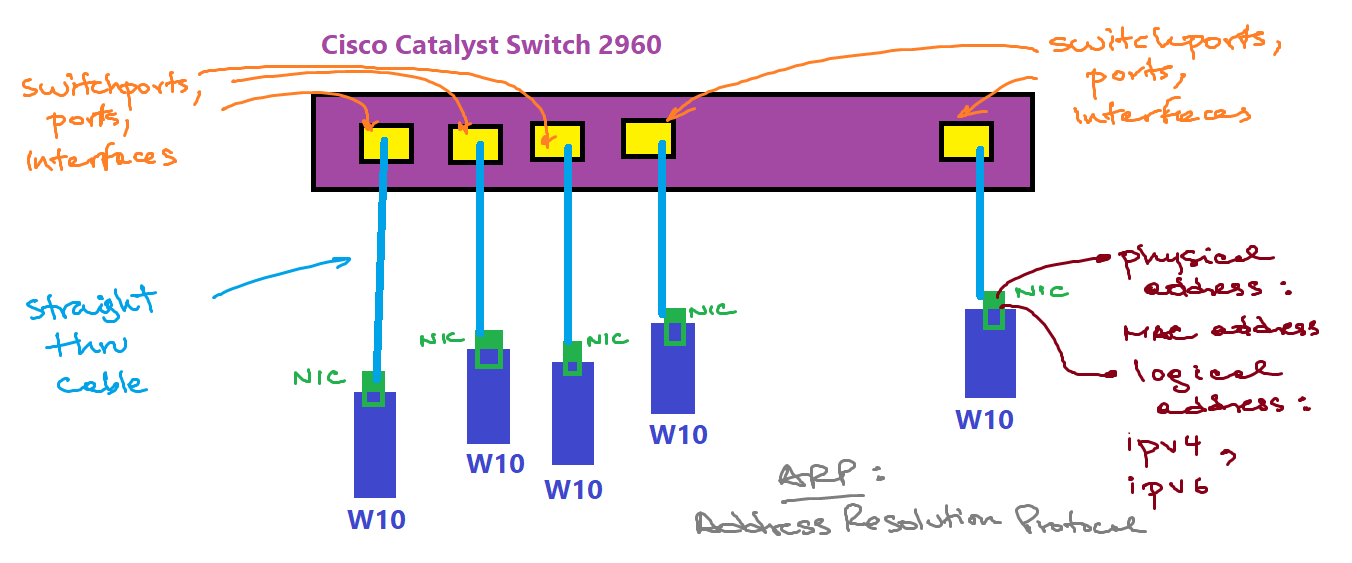 Cisco Catalyst Switch 2960
switchports,
ports,
interfaces
switchports,
ports,
interfaces
straight
thru
cable
NIC
NIC
NIC
NIC
NIC
W10
W10
W10
W10
W10
physical
address:
MAC address
logical
address:
ipv4,
ipv6
ARP:
Address Resolution Protocol